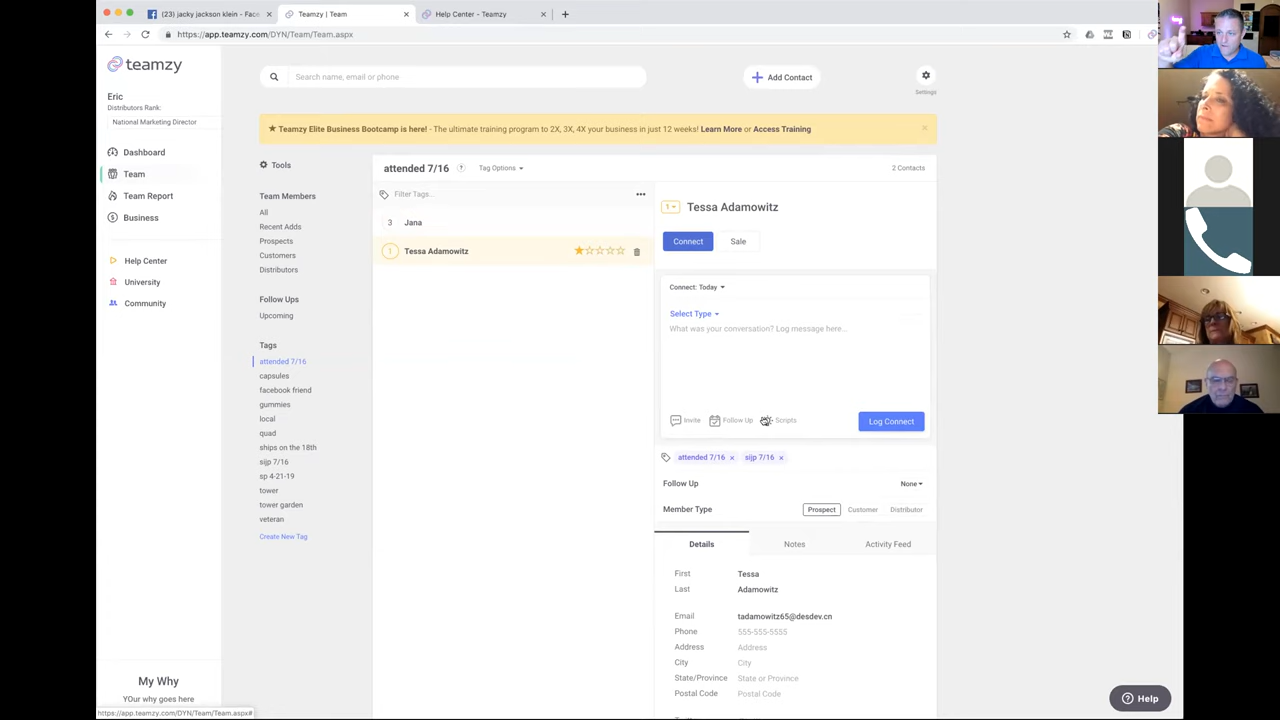 (23) jacky jackson klein - Fac
Teamzy | Team
Help Center - Teamzy
https://app.teamzy.com/DYN/Team/Team.aspx
teamzy
Search name, email or phone
Add Contact
Settings
Eric
Distributors Rank:
National Marketing Director
★ Teamzy Elite Business Bootcamp is here! - The ultimate training program to 2X, 3X, 4X your business in just 12 weeks! Learn More or Access Training
Dashboard
Team
Team Report
Business
Help Center
University
Community
Tools
Team Members
All
Recent Adds
Prospects
Customers
Distributors
Follow Ups
Upcoming
Tags
attended 7/16
capsules
facebook friend
gummies
local
quad
ships on the 18th
sijp 7/16
sp 4-21-19
tower
tower garden
veteran
Create New Tag
attended 7/16
Tag Options
2 Contacts
Filter Tags...
3 Jana
1 Tessa Adamowitz
1 Tessa Adamowitz
Connect Sale
Connect: Today
Select Type
What was your conversation? Log message here...
Invite Follow Up Scripts
Log Connect
attended 7/16 × sijp 7/16 ×
Follow Up None
Member Type Prospect Customer Distributor
Details Notes Activity Feed
First Tessa
Last Adamowitz
Email tadamowitz65@desdev.cn
Phone 555-555-5555
Address Address
City City
State/Province State or Province
Postal Code Postal Code
My Why
YOur why goes here
https://app.teamzy.com/DYN/Team/Team.aspx#
Help